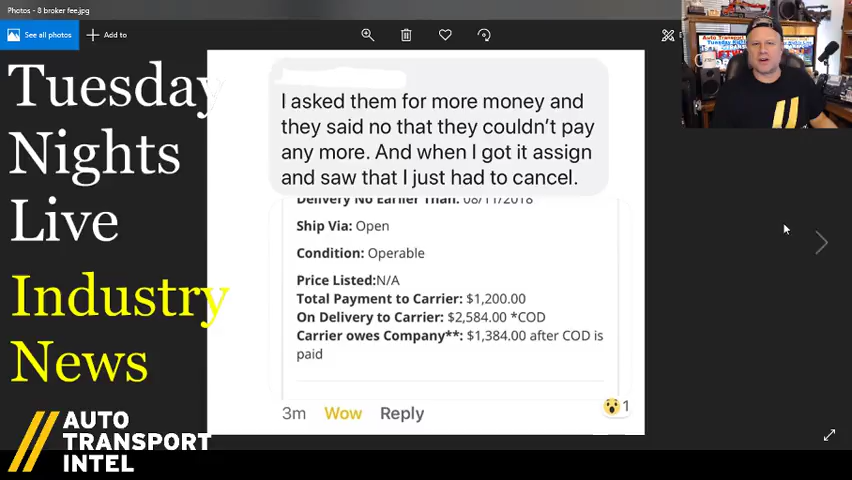 Photos - 8 broker fee.jpg
See all photos
Add to
Tuesday
Nights
Live
Industry
News
AUTO
TRANSPORT
INTEL
I asked them for more money and
they said no that they couldn't pay
any more. And when I got it assign
and saw that I just had to cancel.
Delivery No Earlier Than: 08/11/2018
Ship Via: Open
Condition: Operable
Price Listed:N/A
Total Payment to Carrier: $1,200.00
On Delivery to Carrier: $2,584.00 *COD
Carrier owes Company**: $1,384.00 after COD is
paid
3m Wow Reply
1